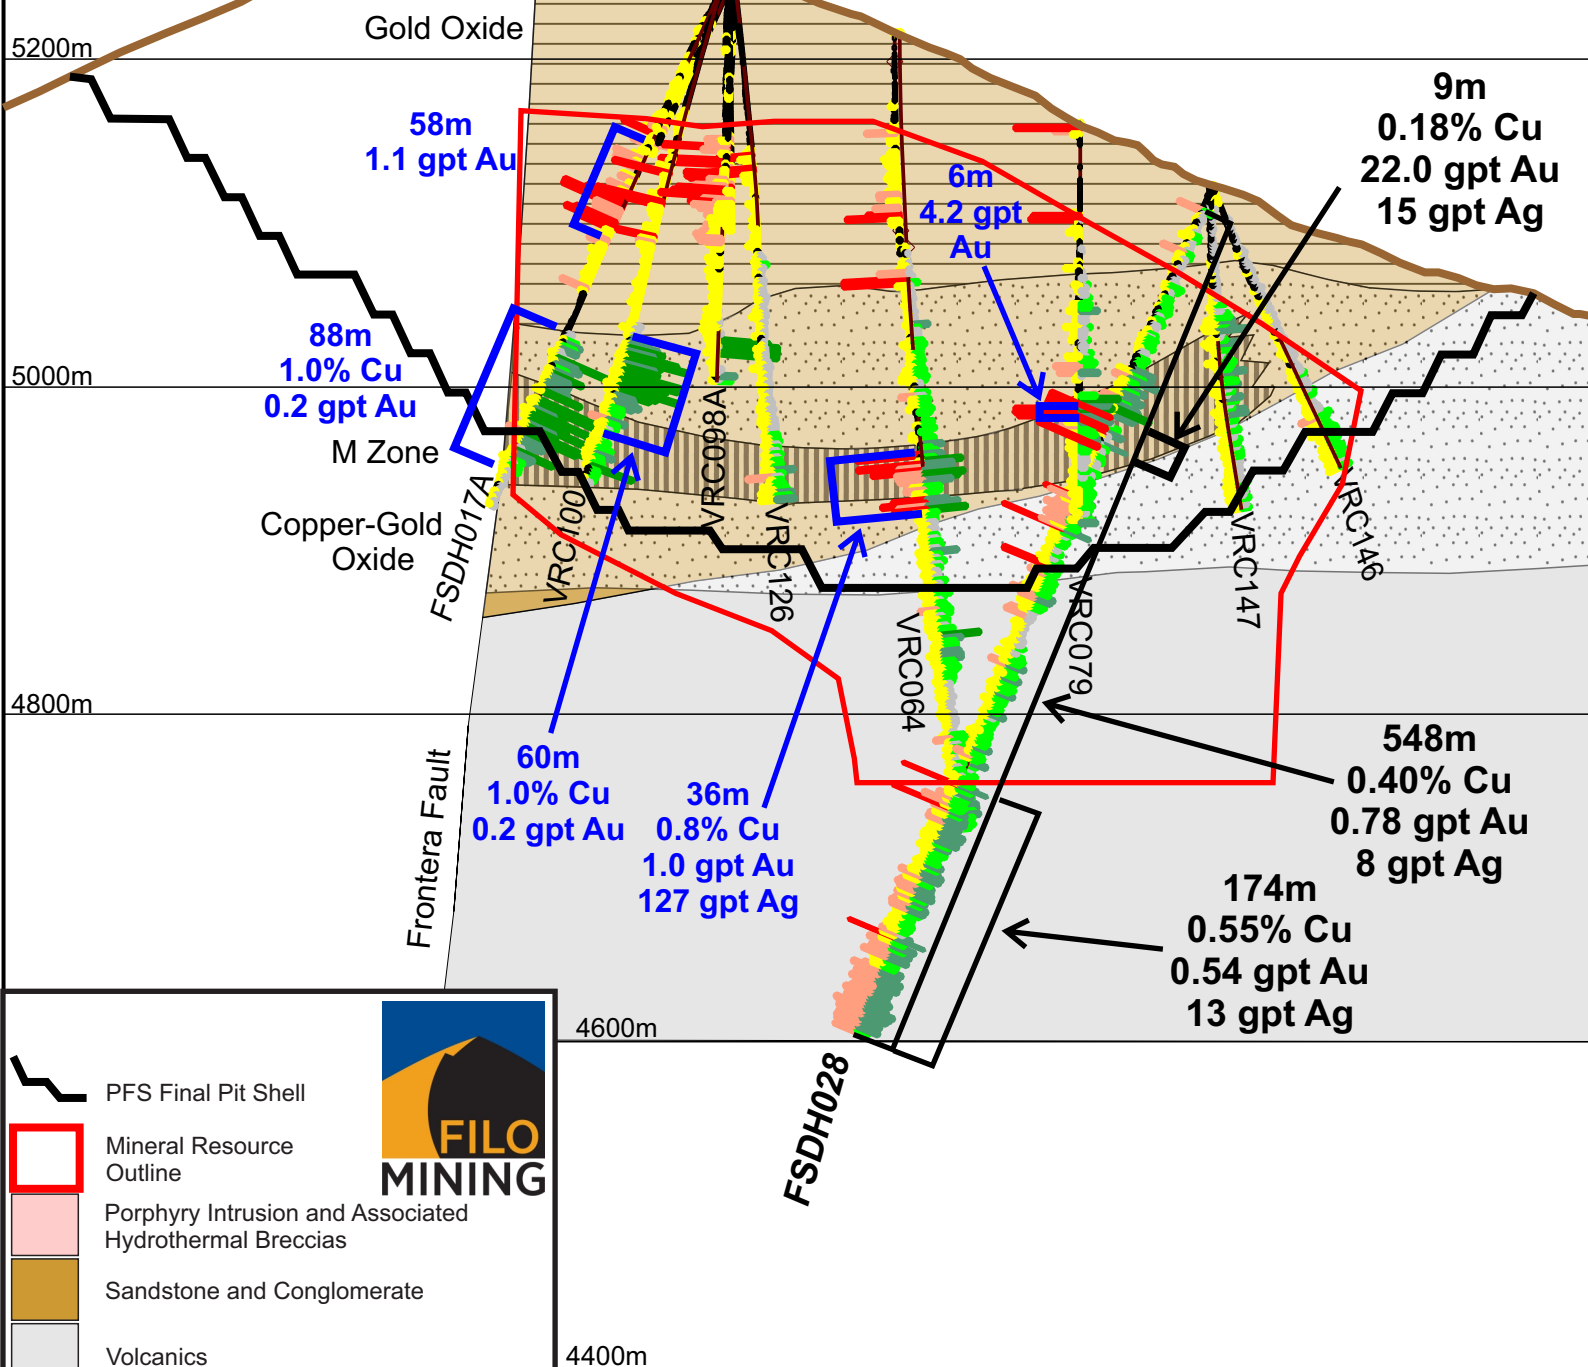 Gold Oxide
5200m
9m
0.18% Cu
22.0 gpt Au
15 gpt Ag
58m
1.1 gpt Au
6m
4.2 gpt
Au
88m
1.0% Cu
0.2 gpt Au
5000m
M Zone
Copper-Gold
Oxide
FSDH017A
VRC100
VRC098A
VRC126
VRC064
VRC079
VRC147
VRC146
4800m
Frontera Fault
60m
1.0% Cu
0.2 gpt Au
36m
0.8% Cu
1.0 gpt Au
127 gpt Ag
548m
0.40% Cu
0.78 gpt Au
8 gpt Ag
174m
0.55% Cu
0.54 gpt Au
13 gpt Ag
4600m
FSDH028
PFS Final Pit Shell
Mineral Resource
Outline
Porphyry Intrusion and Associated
Hydrothermal Breccias
Sandstone and Conglomerate
Volcanics
FILO
MINING
4400m